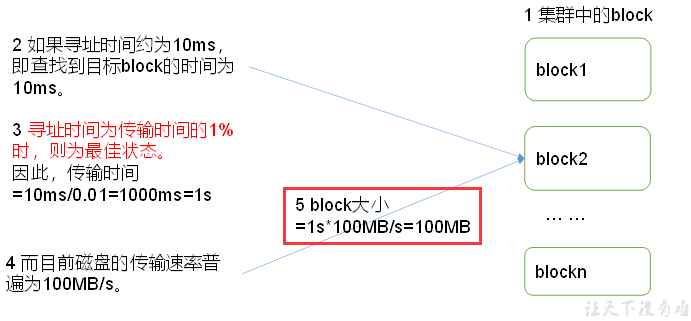 1 集群中的block
2 如果寻址时间约为10ms，
即查找到目标block的时间为
10ms。
block1
3 寻址时间为传输时间的1%
时，则为最佳状态。
因此，传输时间
=10ms/0.01=1000ms=1s
block2
5 block大小
=1s*100MB/s=100MB
... ...
4 而目前磁盘的传输速率普
遍为100MB/s。
blockn
让天下没有难